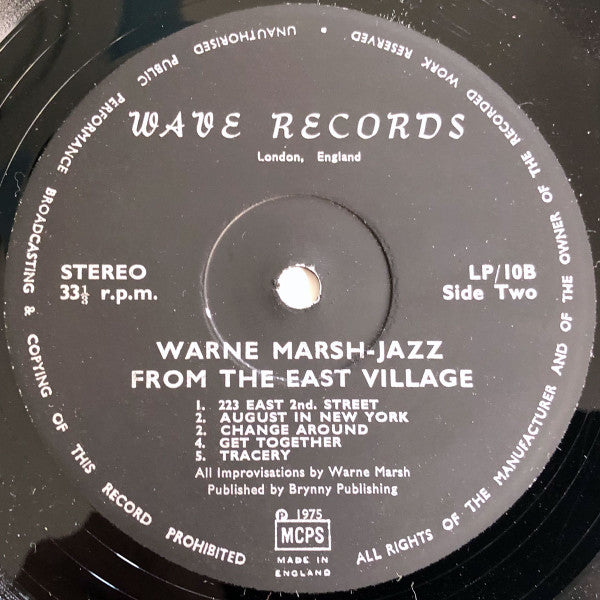 WAVE RECORDS
London, England
STEREO
33⅓ r.p.m.
LP/10B
Side Two
WARNE MARSH-JAZZ
FROM THE EAST VILLAGE
1. 223 EAST 2nd. STREET
2. AUGUST IN NEW YORK
2. CHANGE AROUND
4. GET TOGETHER
5. TRACERY
All Improvisations by Warne Marsh
Published by Brynny Publishing
℗ 1975
MCPS
MADE IN
ENGLAND
ALL RIGHTS OF THE MANUFACTURER AND OF THE OWNER OF THE RECORDED WORK RESERVED • UNAUTHORISED PUBLIC PERFORMANCE BROADCASTING & COPYING OF THIS RECORD PROHIBITED